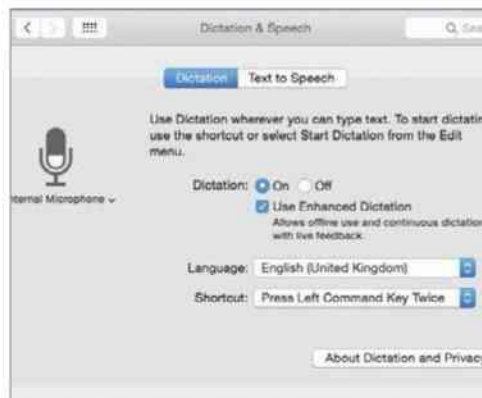 Dictation & Speech
Sea
Dictation Text to Speech
Use Dictation wherever you can type text. To start dictatin
use the shortcut or select Start Dictation from the Edit
menu.
ternal Microphone
Dictation: On Off
Use Enhanced Dictation
Allows offline use and continuous dictation
with live feedback.
Language: English (United Kingdom)
Shortcut: Press Left Command Key Twice
About Dictation and Privacy